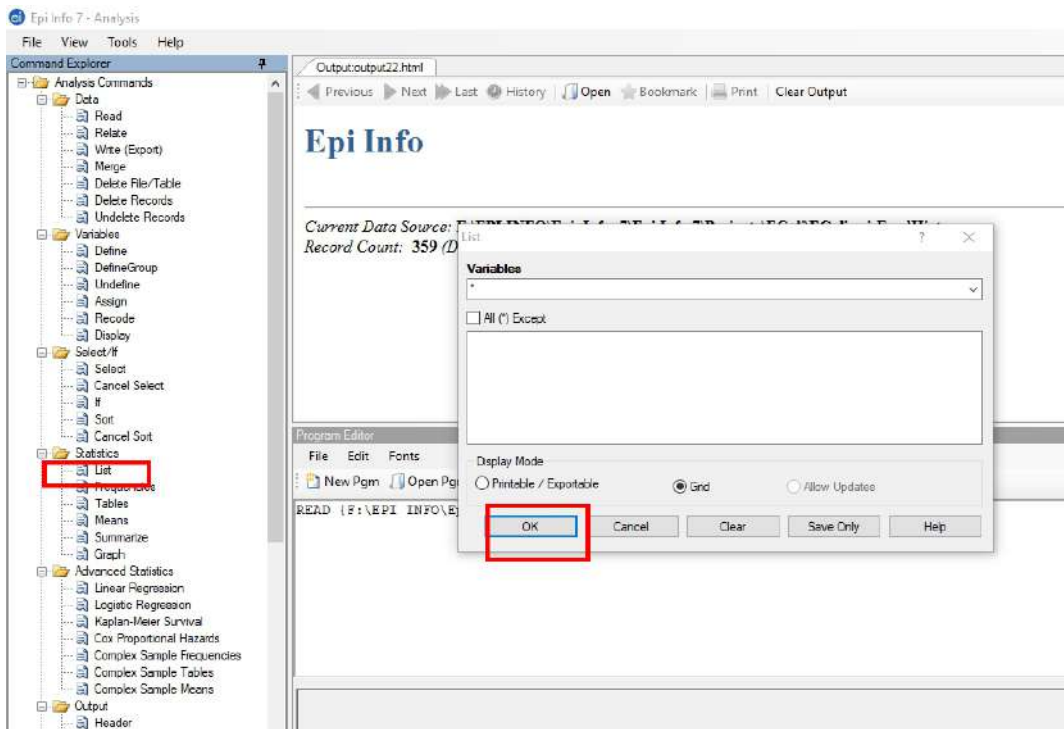 Epi Info 7 - Analysis
File View Tools Help
Command Explorer
Analysis Commands
Data
Read
Relate
Write (Export)
Merge
Delete File/Table
Delete Records
Undelete Records
Variables
Define
DefineGroup
Undefine
Assign
Recode
Display
Select/If
Select
Cancel Select
If
Sort
Cancel Sort
Statistics
List
Frequencies
Tables
Means
Summarize
Graph
Advanced Statistics
Linear Regression
Logistic Regression
Kaplan-Meier Survival
Cox Proportional Hazards
Complex Sample Frequencies
Complex Sample Tables
Complex Sample Means
Output
Header
Output:output22.html
Previous Next Last History Open Bookmark Print Clear Output
Epi Info
Current Data Source:
Record Count: 359 (D
List
? ×
Variables
*
All (*) Except
Display Mode
Printable / Exportable Grid Allow Updates
OK Cancel Clear Save Only Help
Program Editor
File Edit Fonts
New Pgm Open Pg
READ {F:\EPI INFO\E